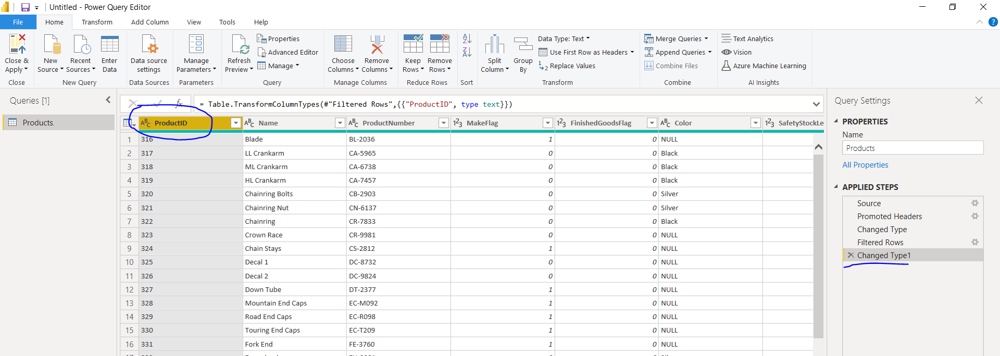 Untitled - Power Query Editor
File Home Transform Add Column View Tools Help
Close & Apply
Close
New Source
Recent Sources
Enter Data
New Query
Data source settings
Data Sources
Manage Parameters
Parameters
Refresh Preview
Properties
Advanced Editor
Manage
Query
Choose Columns
Remove Columns
Manage Columns
Keep Rows
Remove Rows
Reduce Rows
Sort
Split Column
Group By
Data Type: Text
Use First Row as Headers
Replace Values
Transform
Merge Queries
Append Queries
Combine Files
Combine
Text Analytics
Vision
Azure Machine Learning
AI Insights
Queries [1]
Products
fx
= Table.TransformColumnTypes(#"Filtered Rows",{{"ProductID", type text}})
ProductID Name ProductNumber MakeFlag FinishedGoodsFlag Color SafetyStockLe
1 316 Blade BL-2036 1 0 NULL
2 317 LL Crankarm CA-5965 0 0 Black
3 318 ML Crankarm CA-6738 0 0 Black
4 319 HL Crankarm CA-7457 0 0 Black
5 320 Chainring Bolts CB-2903 0 0 Silver
6 321 Chainring Nut CN-6137 0 0 Silver
7 322 Chainring CR-7833 0 0 Black
8 323 Crown Race CR-9981 0 0 NULL
9 324 Chain Stays CS-2812 1 0 NULL
10 325 Decal 1 DC-8732 0 0 NULL
11 326 Decal 2 DC-9824 0 0 NULL
12 327 Down Tube DT-2377 1 0 NULL
13 328 Mountain End Caps EC-M092 1 0 NULL
14 329 Road End Caps EC-R098 1 0 NULL
15 330 Touring End Caps EC-T209 1 0 NULL
16 331 Fork End FE-3760 1 0 NULL
Query Settings
PROPERTIES
Name
Products
All Properties
APPLIED STEPS
Source
Promoted Headers
Changed Type
Filtered Rows
Changed Type1